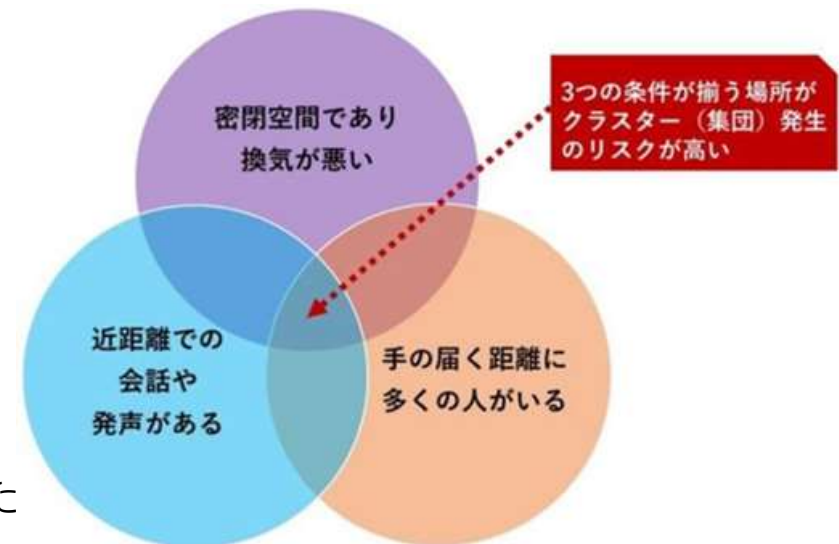 密閉空間であり
換気が悪い
3つの条件が揃う場所が
クラスター（集団）発生
のリスクが高い
近距離での
会話や
発声がある
手の届く距離に
多くの人がいる
た